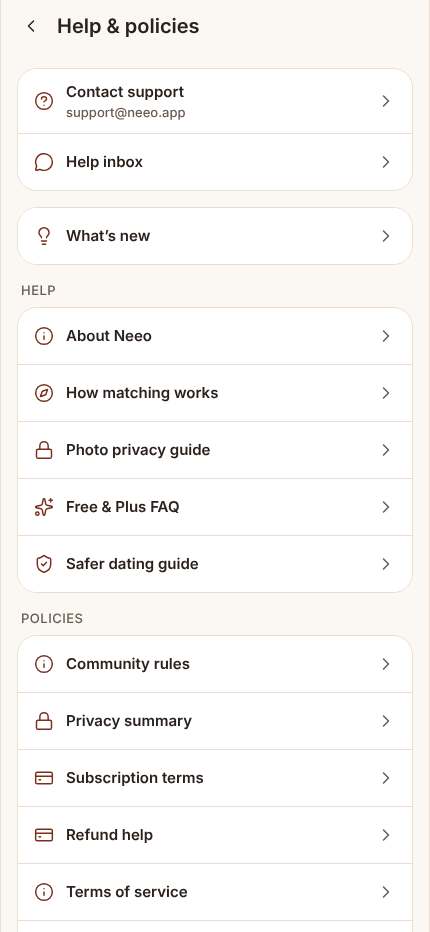 Help & policies
Contact support
support@neeo.app
Help inbox
What’s new
HELP
About Neeo
How matching works
Photo privacy guide
Free & Plus FAQ
Safer dating guide
POLICIES
Community rules
Privacy summary
Subscription terms
Refund help
Terms of service